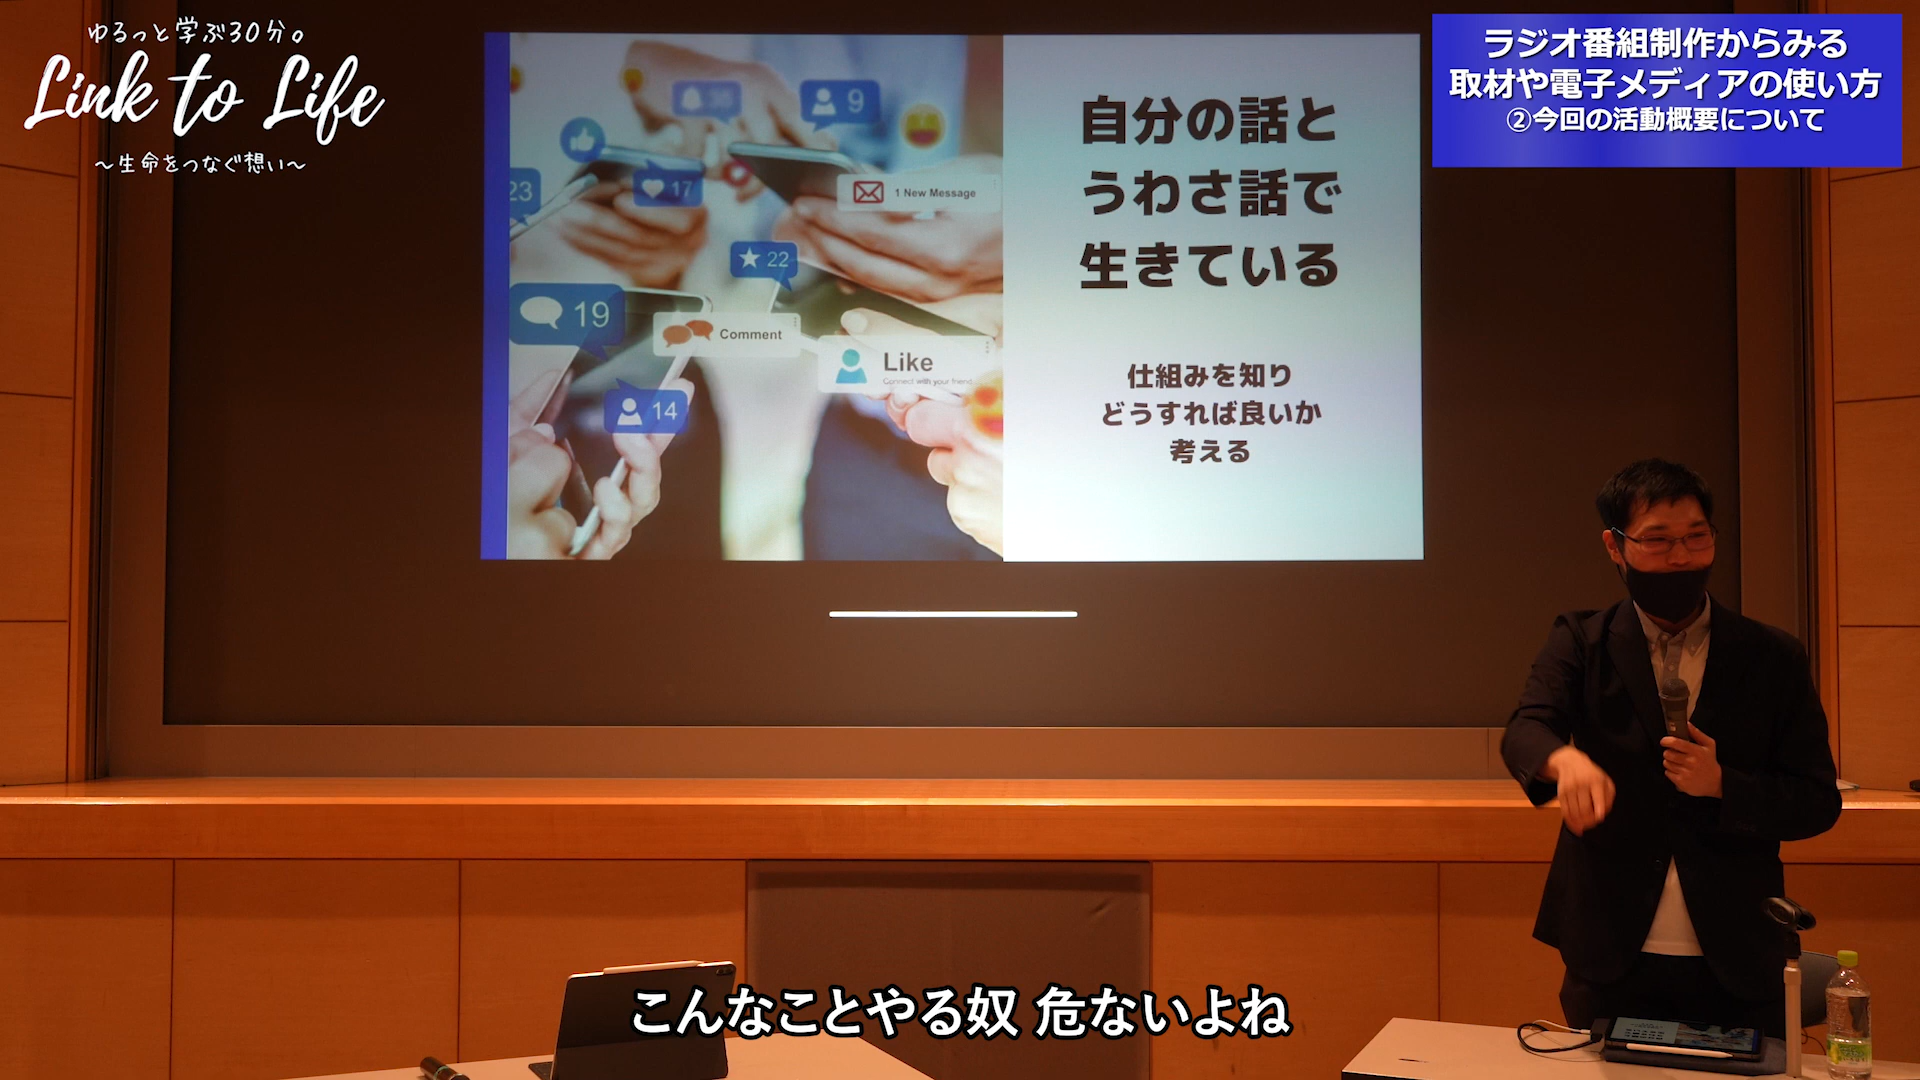 ゆるっと学ぶ30分。
Link to Life
～生命をつなぐ想い～
ラジオ番組制作からみる
取材や電子メディアの使い方
②今回の活動概要について
自分の話と
うわさ話で
生きている
仕組みを知り
どうすれば良いか
考える
36
9
23
17
1 New Message
22
19
Comment
Like
Connect with your friend
14
こんなことやる奴 危ないよね